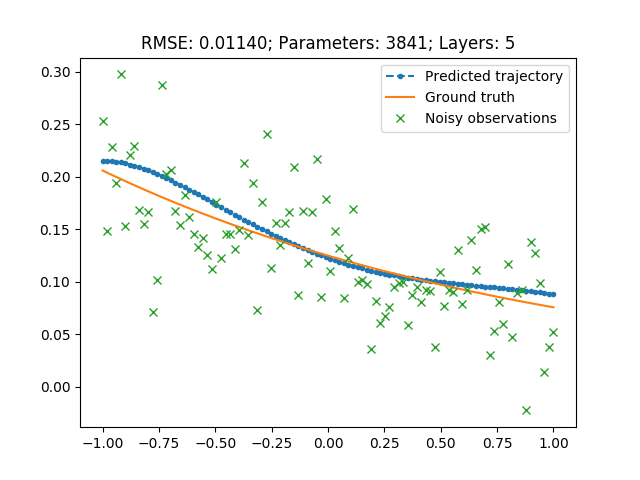 RMSE: 0.01140; Parameters: 3841; Layers: 5
Predicted trajectory
Ground truth
Noisy observations
0.30
0.25
0.20
0.15
0.10
0.05
0.00
−1.00 −0.75 −0.50 −0.25 0.00 0.25 0.50 0.75 1.00